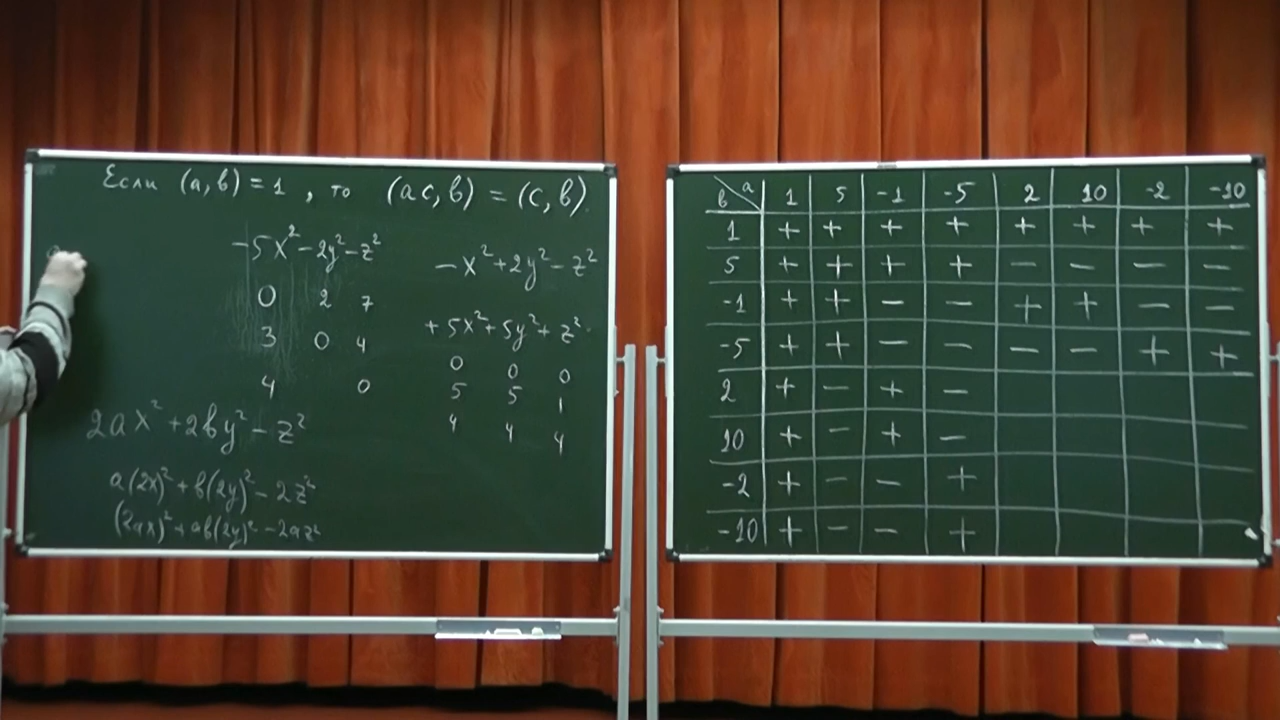 Если (a,b) = 1 , то (ac,b) = (c,b).
-5x²-2y²-z²
0 2 7
3 0 4
4 0
-x²+2y²-z²
+5x²+5y²+z²
0 0 0
5 5 1
4 4 4
2ax²+2by²-z²
a(2x)²+b(2y)²-2z²
(2ax)²+ab(2y)²-2az²
b\a 1 5 -1 -5 2 10 -2 -10
1 + + + + + + + +
5 + + + + - - - -
-1 + + - - + + - -
-5 + + - - - - + +
2 + - + -
10 + - + -
-2 + - - +
-10 + - - +